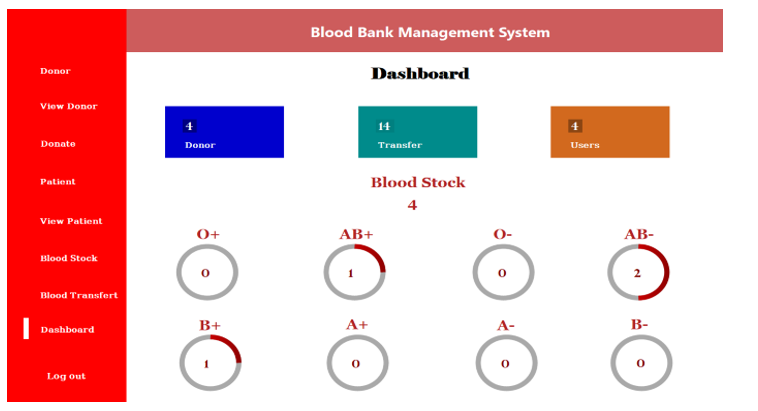 Blood Bank Management System
Donor
View Donor
Donate
Patient
View Patient
Blood Stock
Blood Transfert
Dashboard
Log out
Dashboard
4
Donor
14
Transfer
4
Users
Blood Stock
4
O+ AB+ O- AB-
0 1 0 2
B+ A+ A- B-
1 0 0 0